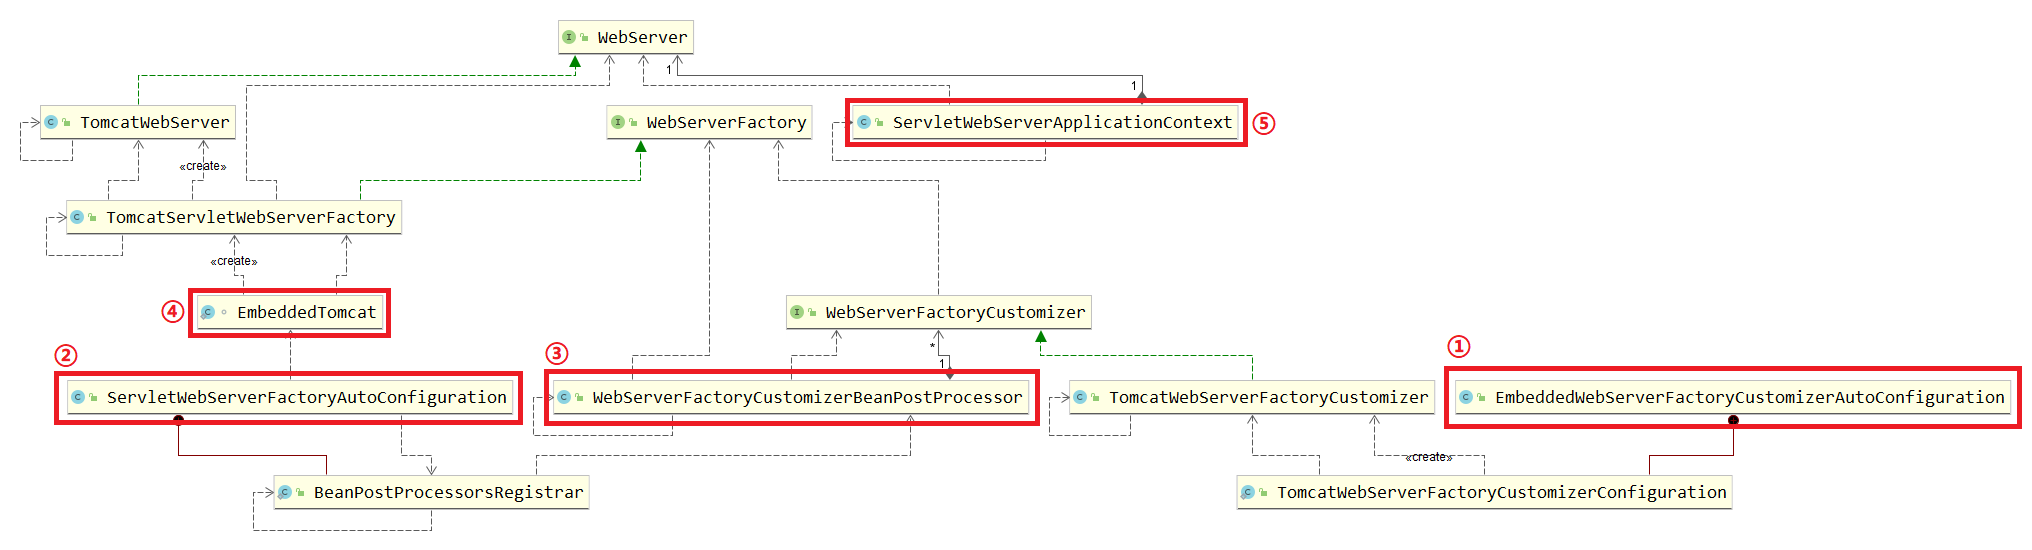 WebServer
1
1
TomcatWebServer
WebServerFactory
ServletWebServerApplicationContext
⑤
«create»
TomcatServletWebServerFactory
«create»
④
EmbeddedTomcat
WebServerFactoryCustomizer
②
③
*
1
①
ServletWebServerFactoryAutoConfiguration
WebServerFactoryCustomizerBeanPostProcessor
TomcatWebServerFactoryCustomizer
EmbeddedWebServerFactoryCustomizerAutoConfiguration
«create»
BeanPostProcessorsRegistrar
TomcatWebServerFactoryCustomizerConfiguration